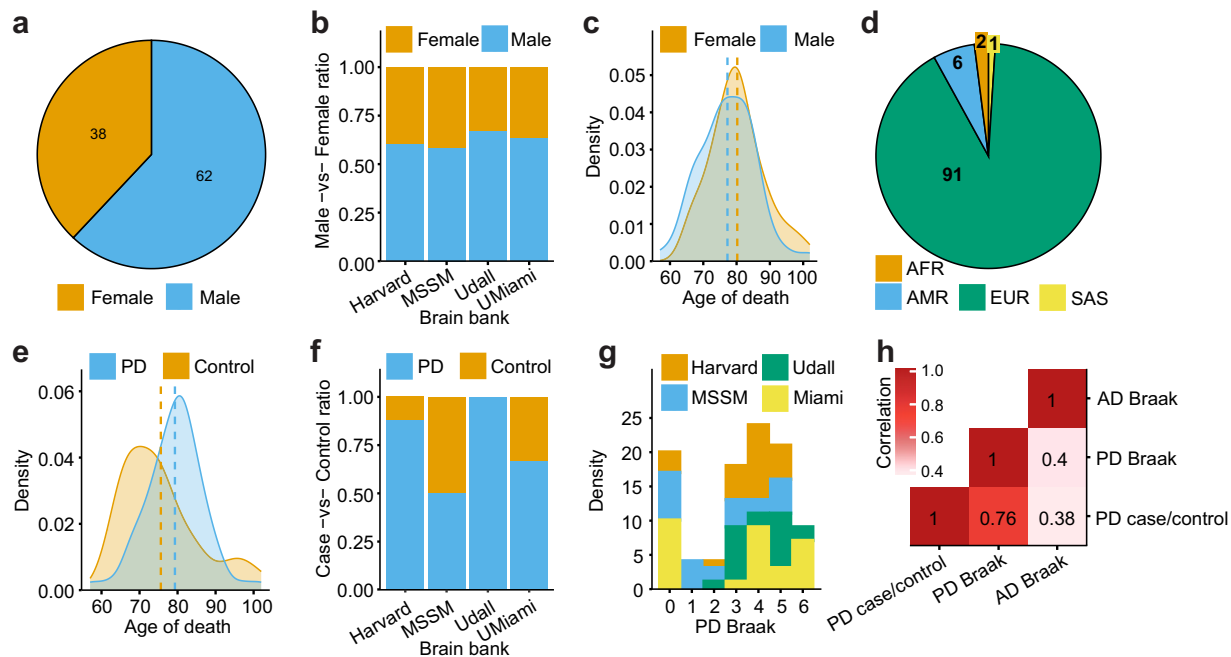 a
38
62
Female Male
b
Female Male
Male -vs- Female ratio
1.00
0.75
0.50
0.25
0.00
Harvard MSSM Udall UMiami
Brain bank
c
Female Male
Density
0.05
0.04
0.03
0.02
0.01
0.00
60 70 80 90 100
Age of death
d
6 2 1
91
AFR
AMR EUR SAS
e
PD Control
Density
0.06
0.04
0.02
0.00
60 70 80 90 100
Age of death
f
PD Control
Case -vs- Control ratio
1.00
0.75
0.50
0.25
0.00
Harvard MSSM Udall UMiami
Brain bank
g
Harvard Udall
MSSM Miami
Density
25
20
15
10
5
0
0 1 2 3 4 5 6
PD Braak
h
Correlation
1.0
0.8
0.6
0.4
1 AD Braak
1 0.4 PD Braak
1 0.76 0.38 PD case/control
PD case/control PD Braak AD Braak